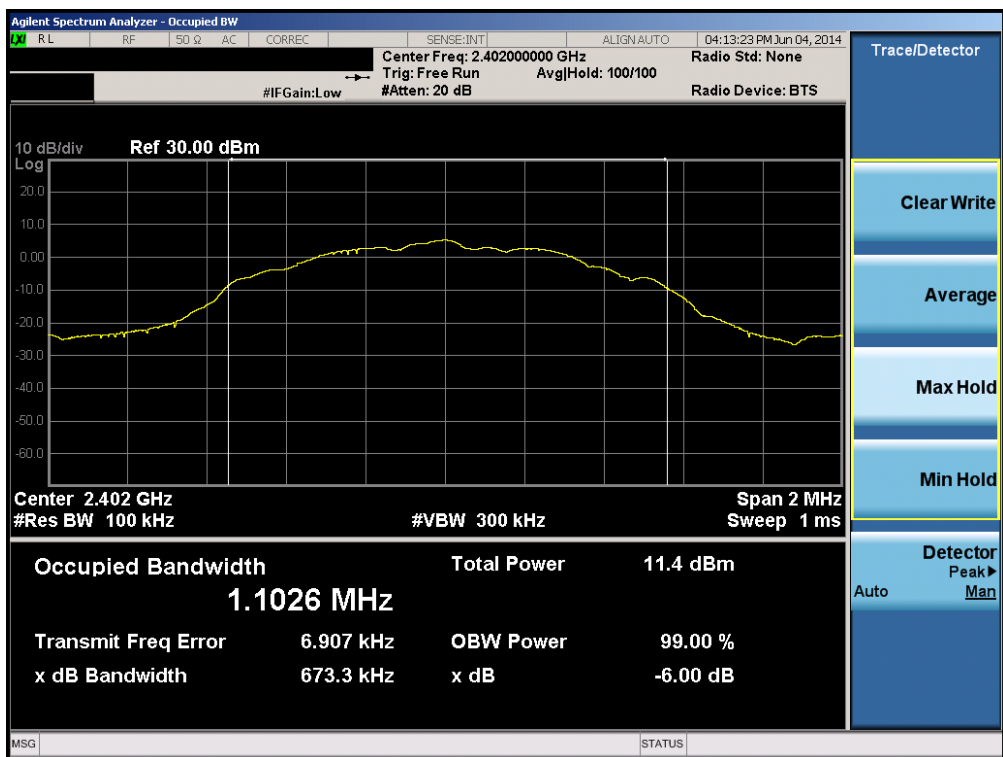 Agilent Spectrum Analyzer - Occupied BW
LXI RL RF 50 Ω AC CORREC SENSE:INT ALIGN AUTO 04:13:23 PM Jun 04, 2014
Center Freq: 2.402000000 GHz Radio Std: None
Trig: Free Run Avg|Hold: 100/100
#IFGain:Low #Atten: 20 dB Radio Device: BTS
10 dB/div Ref 30.00 dBm
Log
20.0
10.0
0.00
-10.0
-20.0
-30.0
-40.0
-50.0
-60.0
Center 2.402 GHz Span 2 MHz
#Res BW 100 kHz #VBW 300 kHz Sweep 1 ms
Occupied Bandwidth Total Power 11.4 dBm
1.1026 MHz
Transmit Freq Error 6.907 kHz OBW Power 99.00 %
x dB Bandwidth 673.3 kHz x dB -6.00 dB
MSG STATUS
Trace/Detector
Clear Write
Average
Max Hold
Min Hold
Detector
Peak▶
Auto Man